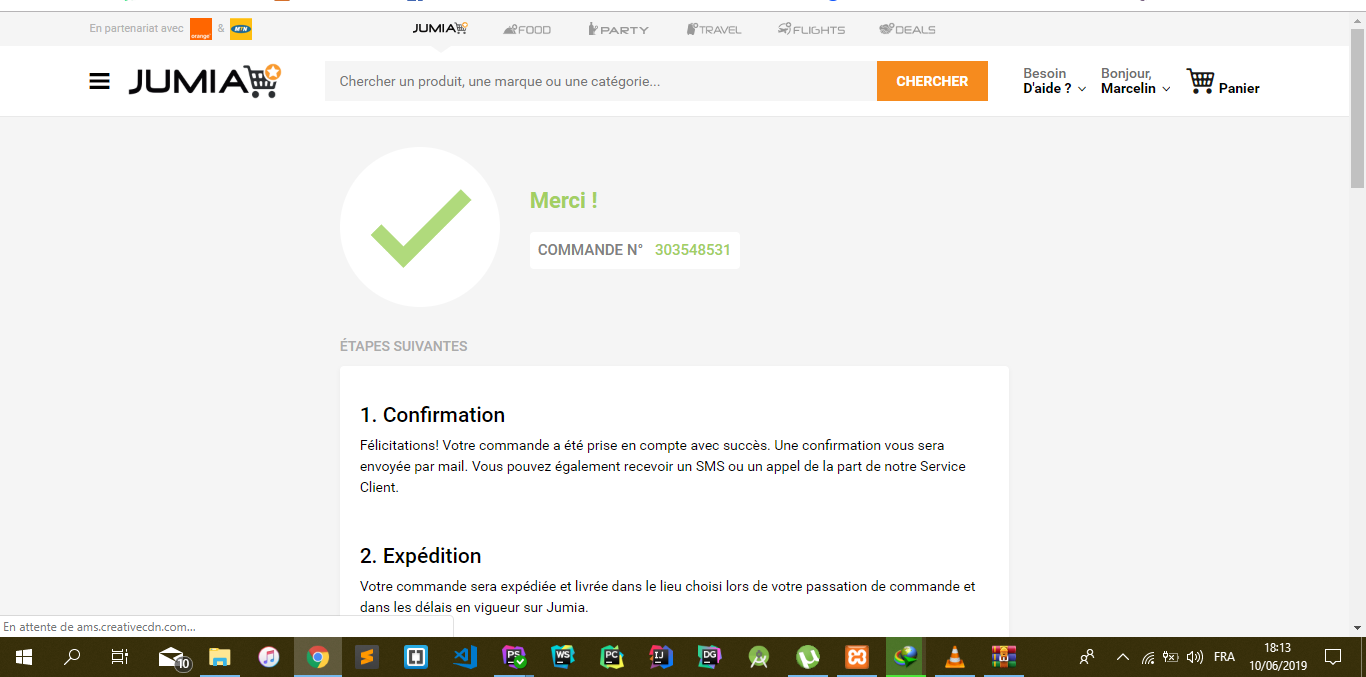 En partenariat avec orange & MTN
JUMIA FOOD PARTY TRAVEL FLIGHTS DEALS
JUMIA
Chercher un produit, une marque ou une catégorie...
CHERCHER
Besoin
D'aide ?
Bonjour,
Marcelin
Panier
Merci !
COMMANDE N° 303548531
ÉTAPES SUIVANTES
1. Confirmation
Félicitations! Votre commande a été prise en compte avec succès. Une confirmation vous sera
envoyée par mail. Vous pouvez également recevoir un SMS ou un appel de la part de notre Service
Client.
2. Expédition
Votre commande sera expédiée et livrée dans le lieu choisi lors de votre passation de commande et
dans les délais en vigueur sur Jumia.
En attente de ams.creativecdn.com...
10
PS
WS
PC
IJ
DG
FRA
18:13
10/06/2019